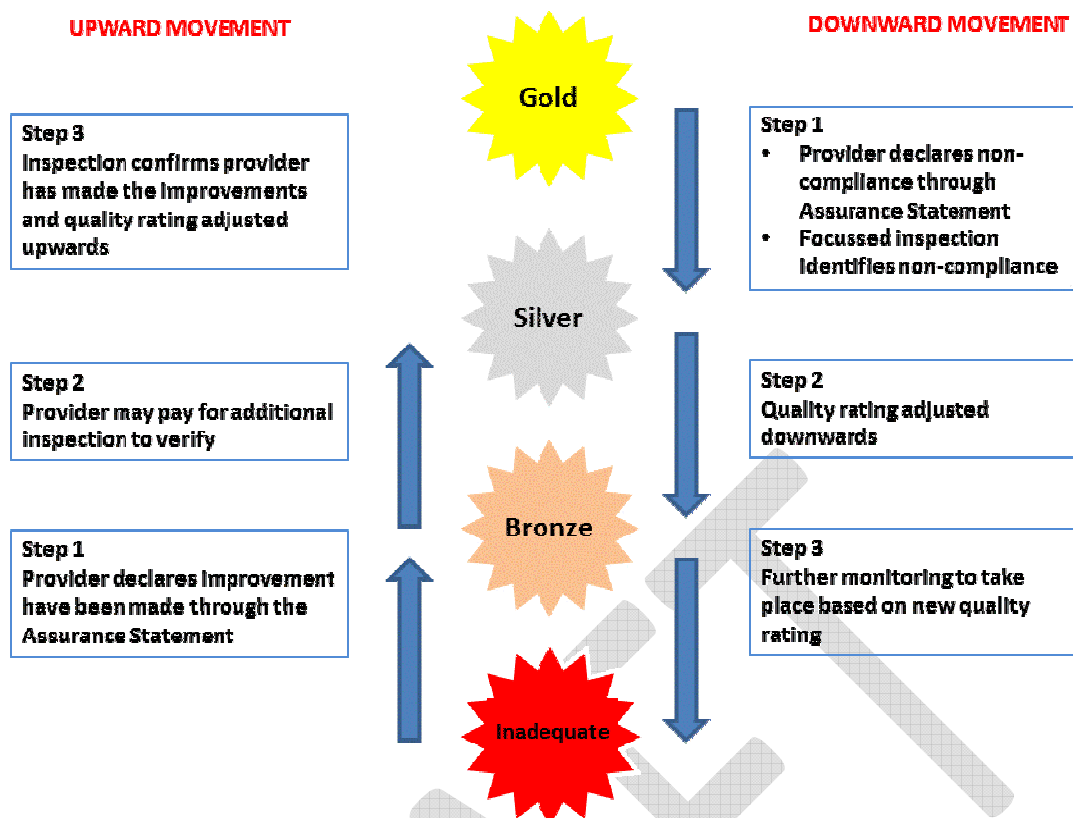 UPWARD MOVEMENT
DOWNWARD MOVEMENT
Step 3
Inspection confirms provider
has made the improvements
and quality rating adjusted
upwards
Step 2
Provider may pay for additional
inspection to verify
Step 1
Provider declares improvement
have been made through the
Assurance Statement
Gold
Silver
Bronze
Inadequate
Step 1
• Provider declares non-
compliance through
Assurance Statement
• Focussed inspection
identifies non-compliance
Step 2
Quality rating adjusted
downwards
Step 3
Further monitoring to take
place based on new quality
rating